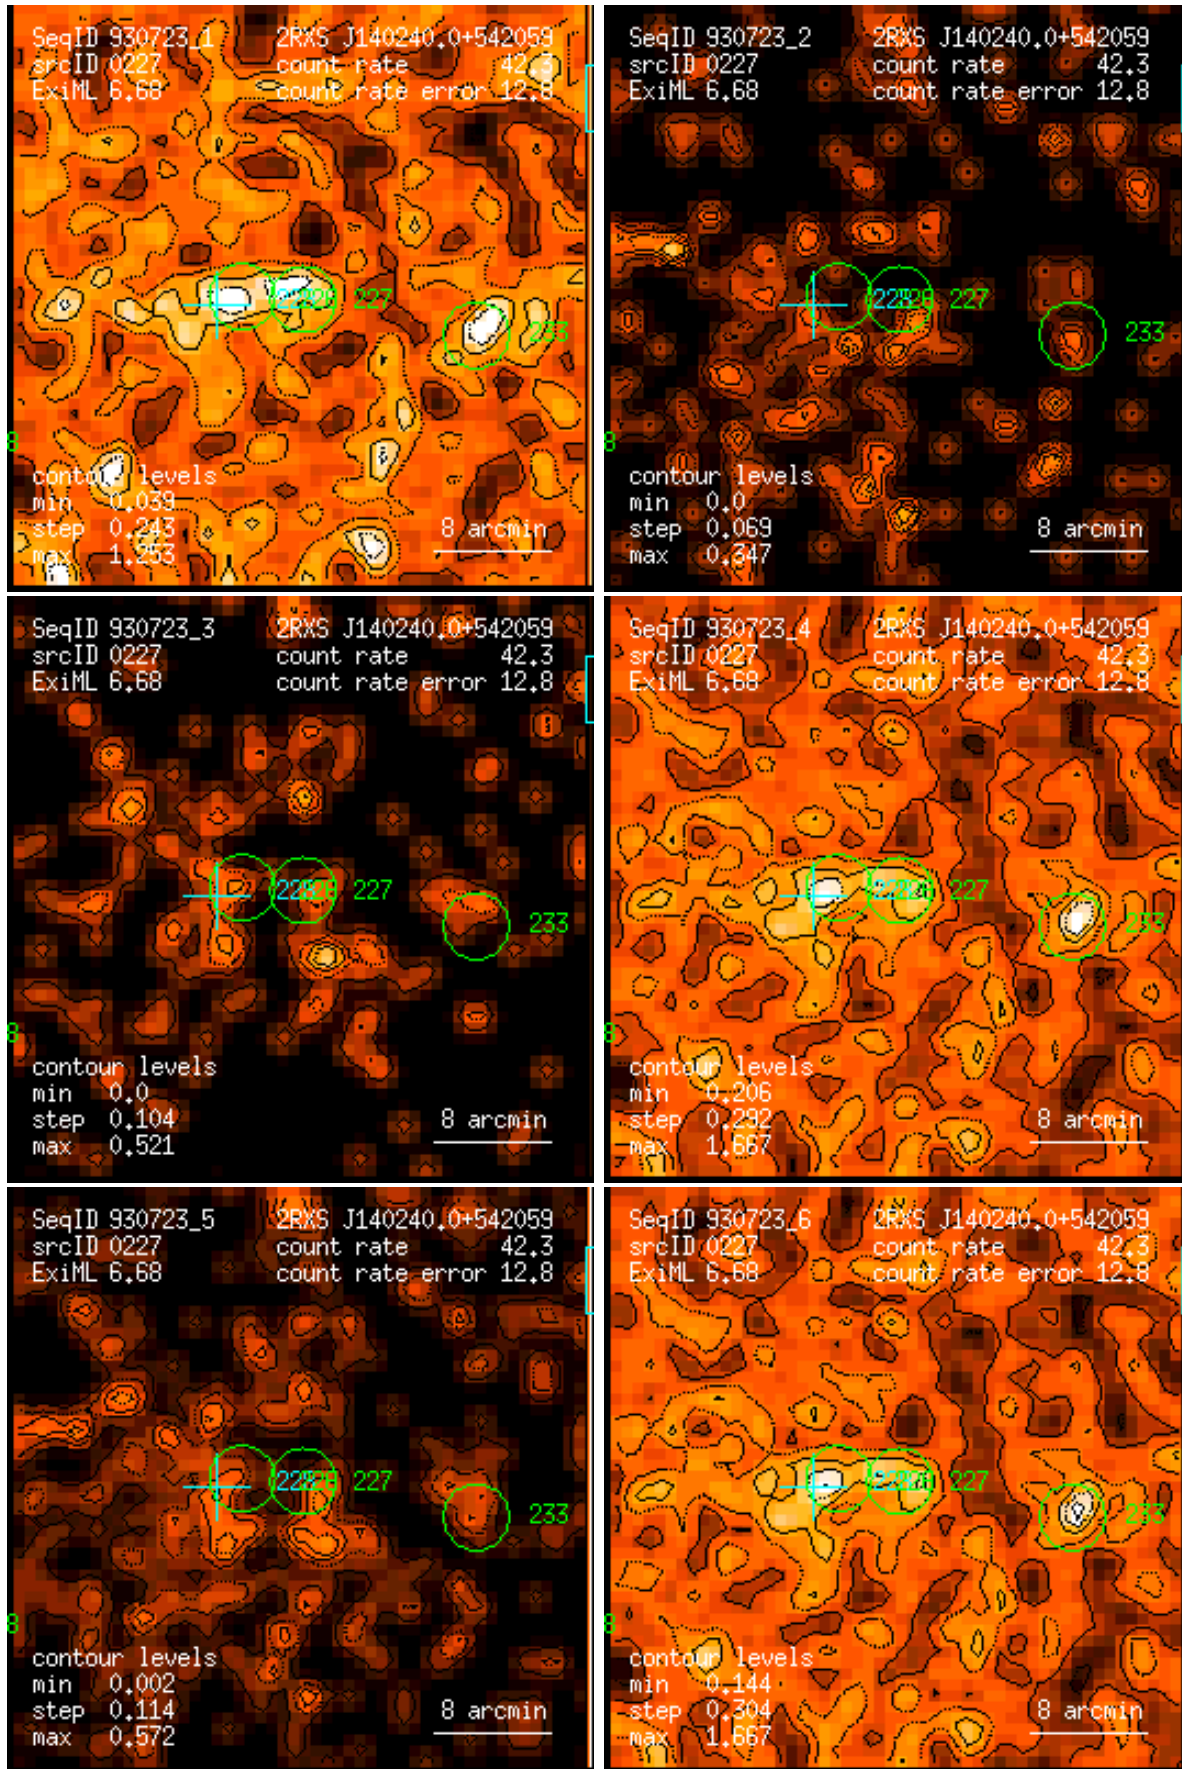 SeqID 930723_1 2RXS J140240.0+542059
srcID 0227 count rate 42.3
ExiML 6.68 count rate error 12.8
227
233
8
contour levels
min 0.039
step 0.243 8 arcmin
max 1.253
SeqID 930723_2 2RXS J140240.0+542059
srcID 0227 count rate 42.3
ExiML 6.68 count rate error 12.8
227
233
8
contour levels
min 0.0
step 0.069 8 arcmin
max 0.347
SeqID 930723_3 2RXS J140240.0+542059
srcID 0227 count rate 42.3
ExiML 6.68 count rate error 12.8
227
233
8
contour levels
min 0.0
step 0.104 8 arcmin
max 0.521
SeqID 930723_4 2RXS J140240.0+542059
srcID 0227 count rate 42.3
ExiML 6.68 count rate error 12.8
227
233
8
contour levels
min 0.206
step 0.292 8 arcmin
max 1.667
SeqID 930723_5 2RXS J140240.0+542059
srcID 0227 count rate 42.3
ExiML 6.68 count rate error 12.8
227
233
8
contour levels
min 0.002
step 0.114 8 arcmin
max 0.572
SeqID 930723_6 2RXS J140240.0+542059
srcID 0227 count rate 42.3
ExiML 6.68 count rate error 12.8
227
233
8
contour levels
min 0.144
step 0.304 8 arcmin
max 1.667